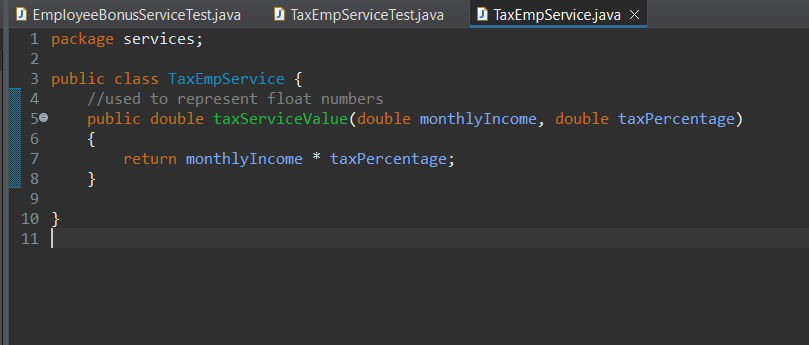 EmployeeBonusServiceTest.java TaxEmpServiceTest.java TaxEmpService.java
1 package services;
2
3 public class TaxEmpService {
4 //used to represent float numbers
5 public double taxServiceValue(double monthlyIncome, double taxPercentage)
6 {
7 return monthlyIncome * taxPercentage;
8 }
9
10 }
11